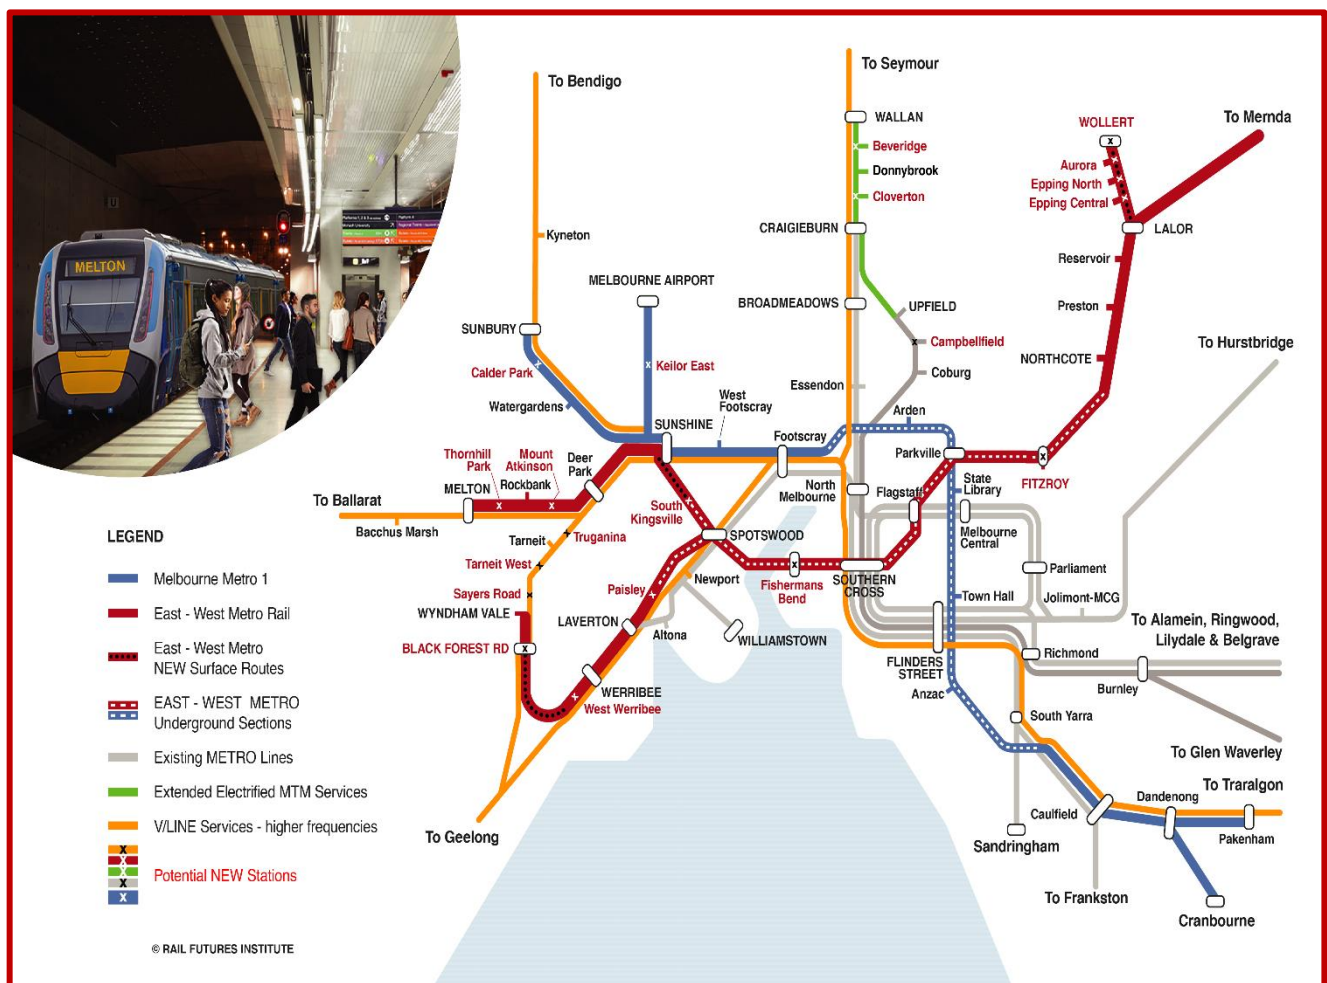 MELTON
To Bendigo
To Seymour
WALLAN
Beveridge
Donnybrook
Cloverton
CRAIGIEBURN
WOLLERT
Aurora
Epping North
Epping Central
To Mernda
LALOR
Reservoir
Preston
NORTHCOTE
To Hurstbridge
Kyneton
MELBOURNE AIRPORT
BROADMEADOWS
UPFIELD
SUNBURY
Calder Park
Keilor East
Campbellfield
Coburg
Watergardens
West
Footscray
Essendon
SUNSHINE
Footscray
Arden
Parkville
FITZROY
Thornhill
Park
Mount
Atkinson
Deer
Park
MELTON
Rockbank
To Ballarat
Bacchus Marsh
South
Kingsville
North
Melbourne
Flagstaff
State
Library
Melbourne
Central
Tarneit
Truganina
Tarneit West
SPOTSWOOD
Fishermans
Bend
SOUTHERN
CROSS
Parliament
Sayers Road
Paisley
Newport
Town Hall
Jolimont-MCG
WYNDHAM VALE
LAVERTON
Altona
WILLIAMSTOWN
To Alamein, Ringwood,
Lilydale & Belgrave
BLACK FOREST RD
FLINDERS
STREET
Richmond
Burnley
WERRIBEE
West Werribee
Anzac
South Yarra
To Glen Waverley
To Geelong
To Traralgon
Dandenong
Caulfield
Pakenham
Sandringham
To Frankston
Cranbourne
LEGEND
Melbourne Metro 1
East - West Metro Rail
East - West Metro
NEW Surface Routes
EAST - WEST METRO
Underground Sections
Existing METRO Lines
Extended Electrified MTM Services
V/LINE Services - higher frequencies
X
X
X
X
X
Potential NEW Stations
© RAIL FUTURES INSTITUTE